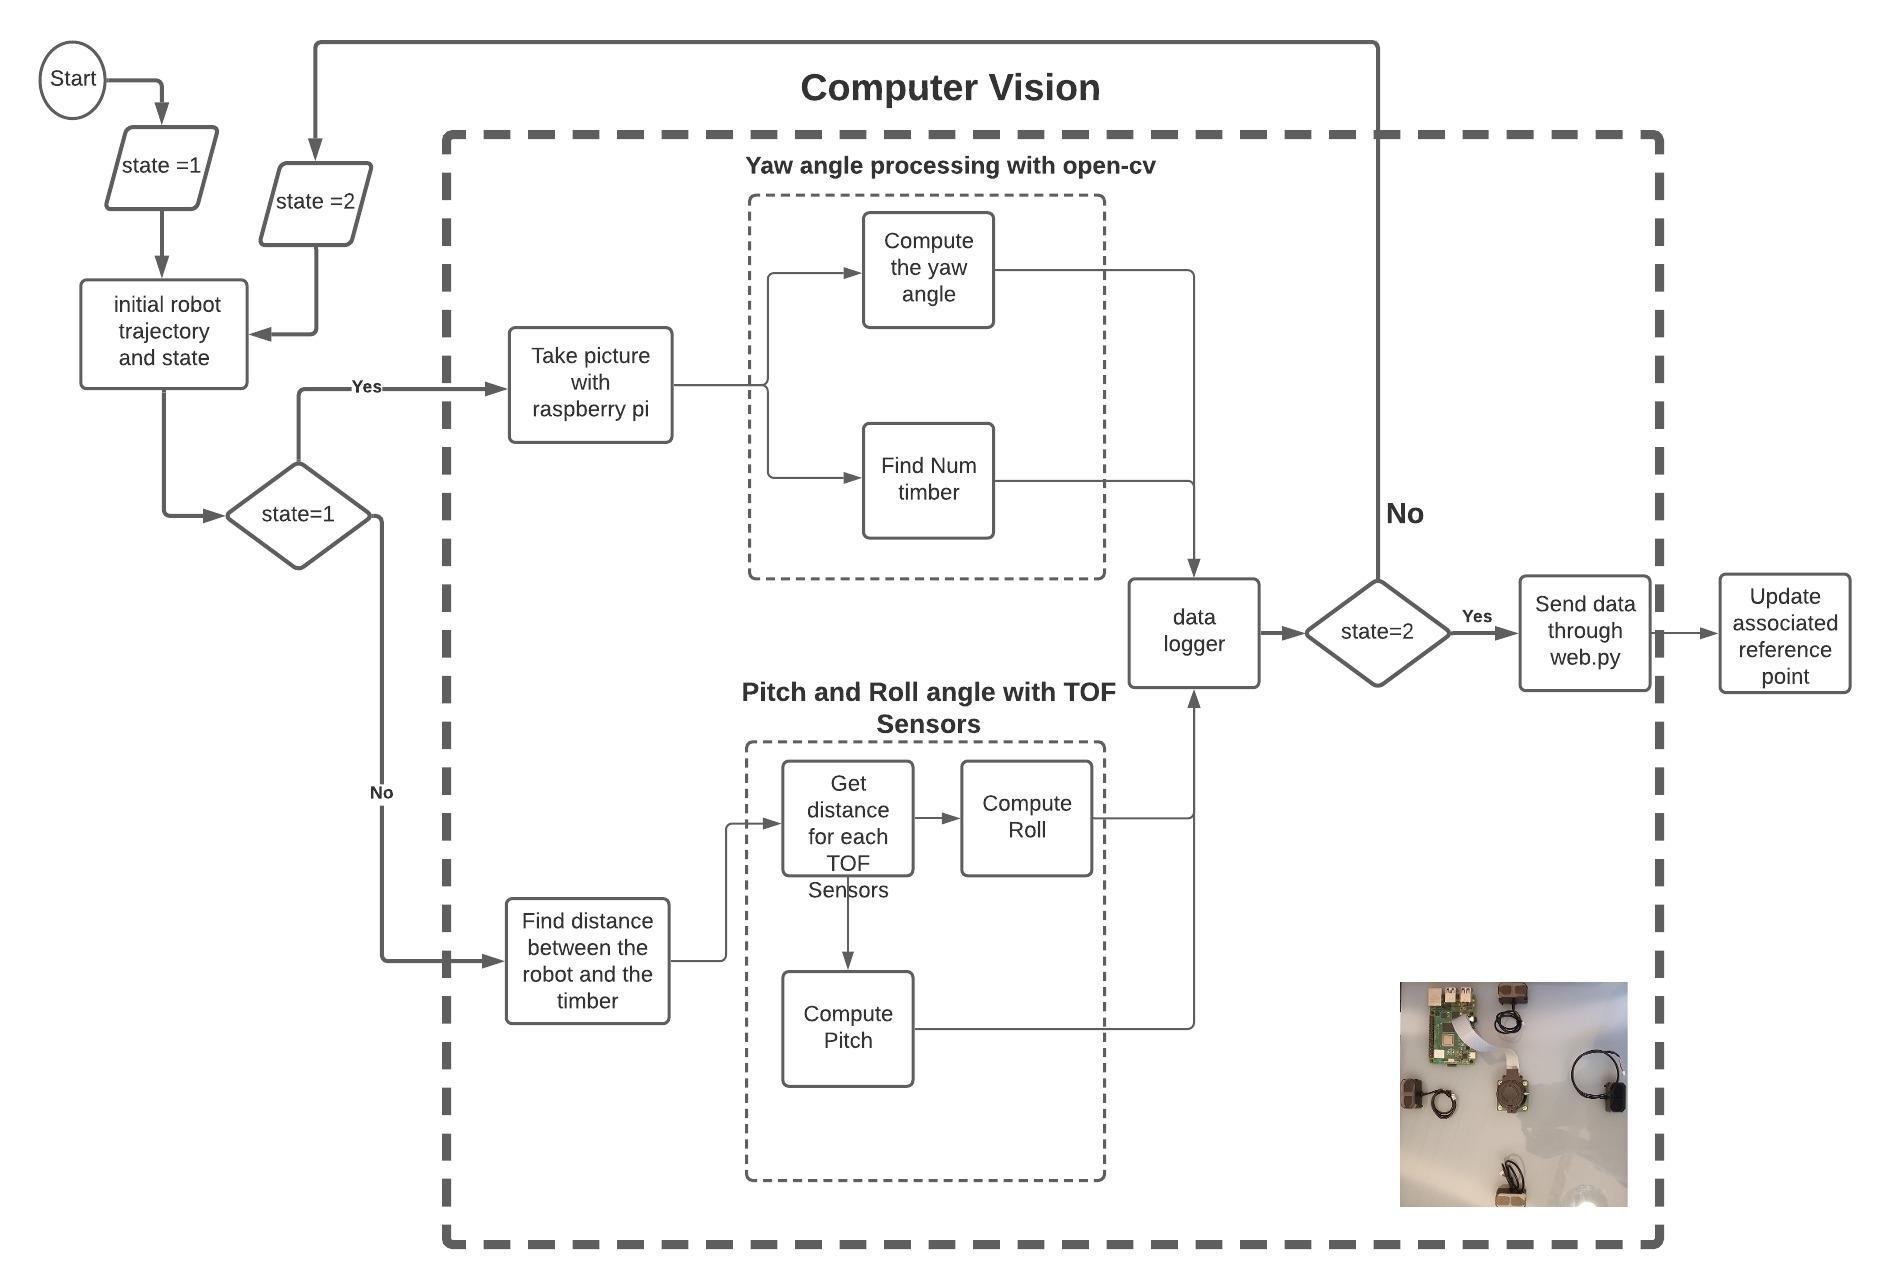 Start
Computer Vision
state =1
state =2
Yaw angle processing with open-cv
initial robot
trajectory
and state
Compute
the yaw
angle
Take picture
with
raspberry pi
Yes
Find Num
timber
state=1
No
data
logger
state=2
Yes
Send data
through
web.py
Update
associated
reference
point
Pitch and Roll angle with TOF
Sensors
Get
distance
for each
TOF
Sensors
Compute
Roll
No
Find distance
between the
robot and the
timber
Compute
Pitch